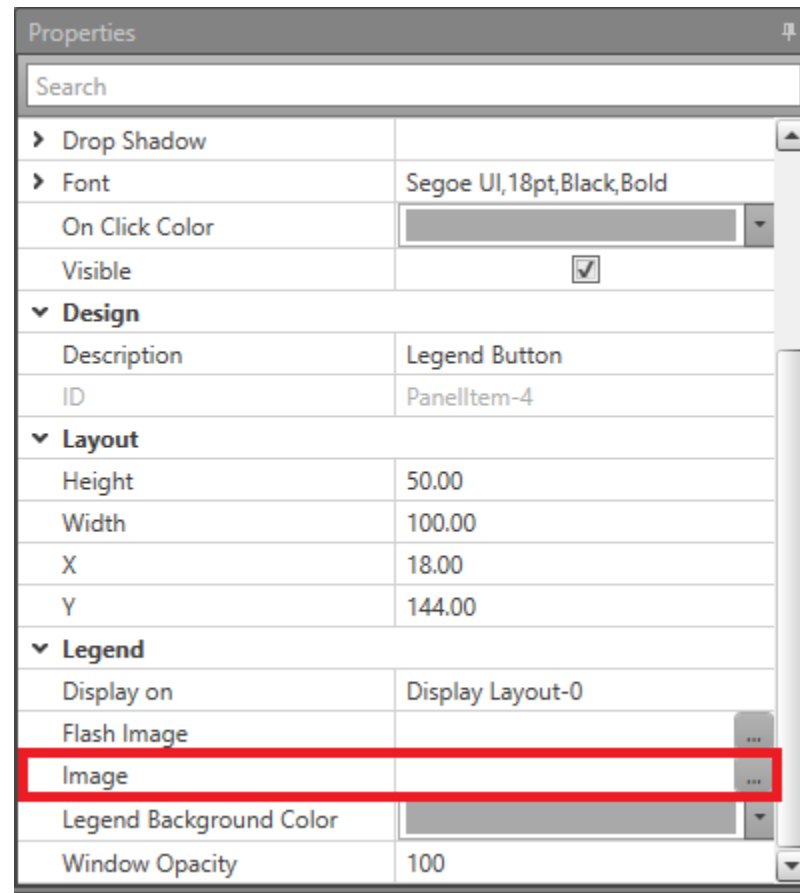 Properties
Search
Drop Shadow
Font Segoe UI,18pt,Black,Bold
On Click Color
Visible
Design
Description Legend Button
ID PanelItem-4
Layout
Height 50.00
Width 100.00
X 18.00
Y 144.00
Legend
Display on Display Layout-0
Flash Image ...
Image ...
Legend Background Color
Window Opacity 100